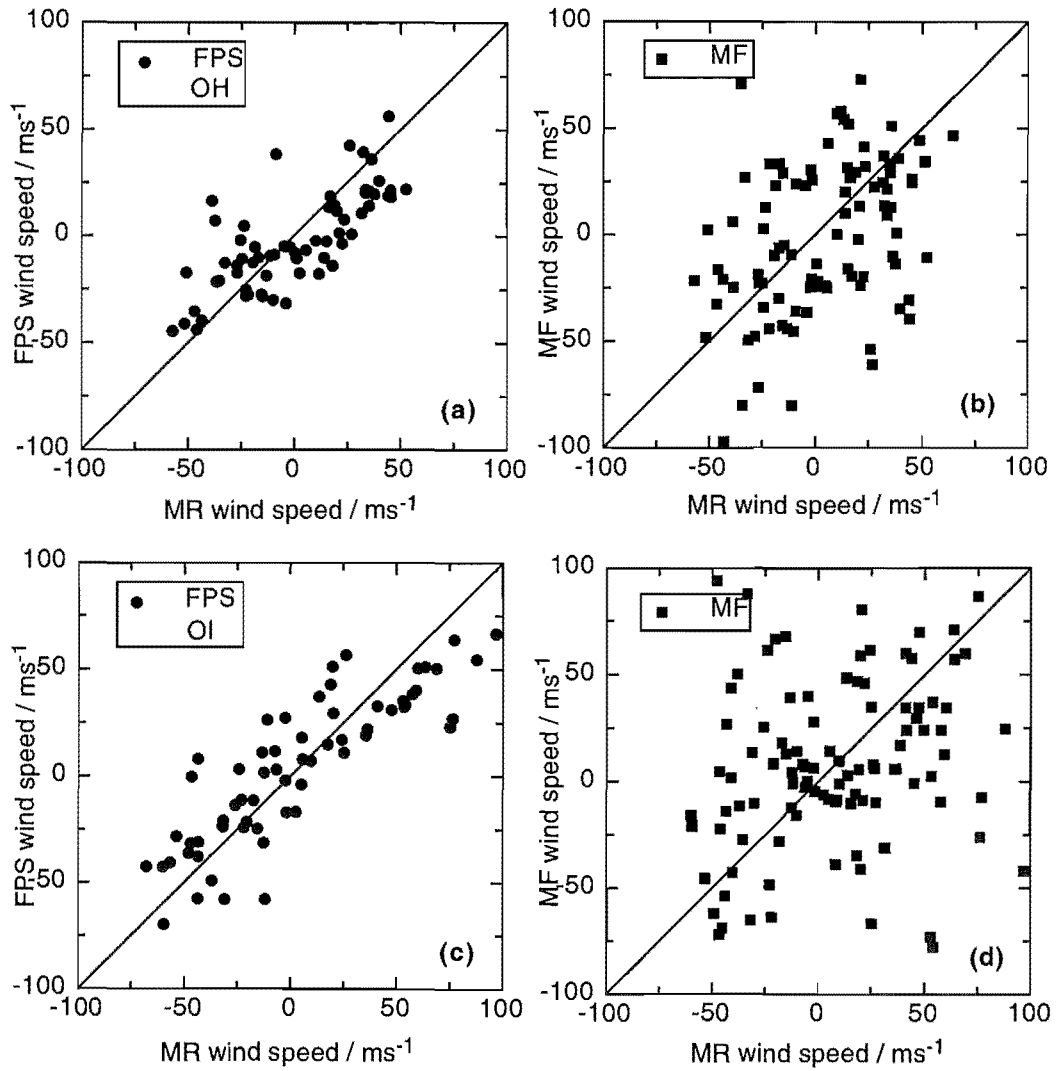 100
50
0
-50
-100
FPS wind speed / ms-1
FPS
OH
(a)
-100 -50 0 50 100
MR wind speed / ms-1
100
50
0
-50
-100
MF wind speed / ms-1
MF
(b)
-100 -50 0 50 100
MR wind speed / ms-1
100
50
0
-50
-100
FPS wind speed / ms-1
FPS
OI
(c)
-100 -50 0 50 100
MR wind speed / ms-1
100
50
0
-50
-100
MF wind speed / ms-1
MF
(d)
-100 -50 0 50 100
MR wind speed / ms-1